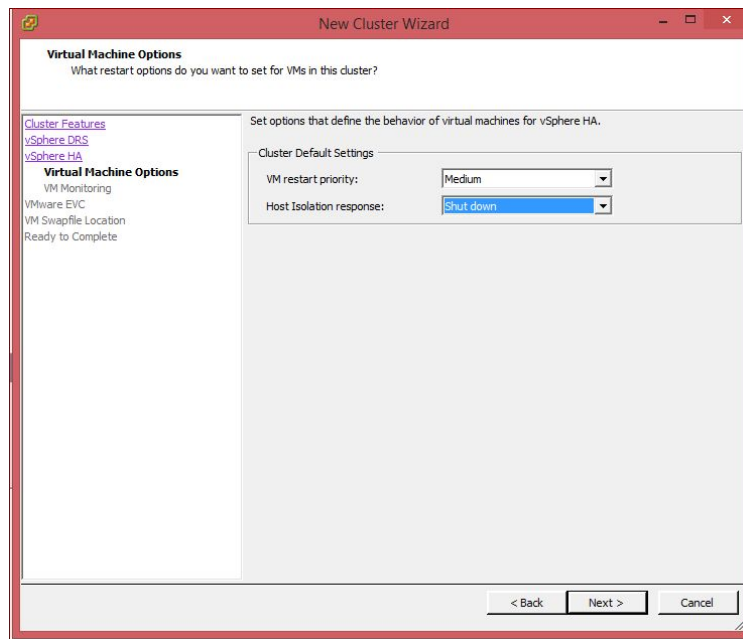 New Cluster Wizard
Virtual Machine Options
What restart options do you want to set for VMs in this cluster?
Cluster Features
vSphere DRS
vSphere HA
Virtual Machine Options
VM Monitoring
VMware EVC
VM Swapfile Location
Ready to Complete
Set options that define the behavior of virtual machines for vSphere HA.
Cluster Default Settings
VM restart priority: Medium
Host Isolation response: Shut down
< Back Next > Cancel